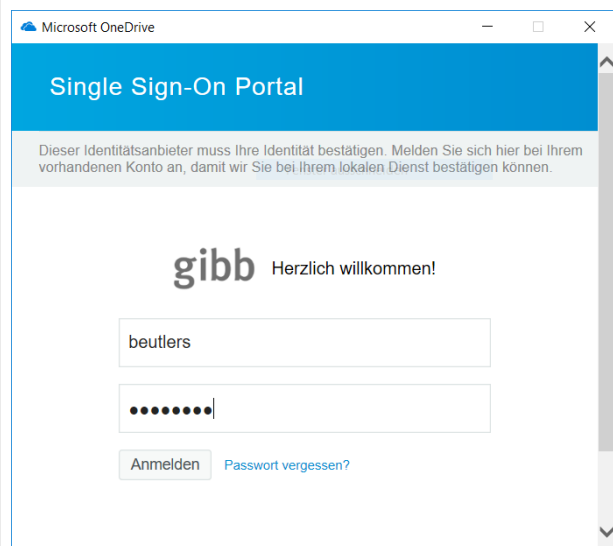 Microsoft OneDrive
Single Sign-On Portal
Dieser Identitätsanbieter muss Ihre Identität bestätigen. Melden Sie sich hier bei Ihrem
vorhandenen Konto an, damit wir Sie bei Ihrem lokalen Dienst bestätigen können.
gibb Herzlich willkommen!
beutlers
••••••••
Anmelden Passwort vergessen?